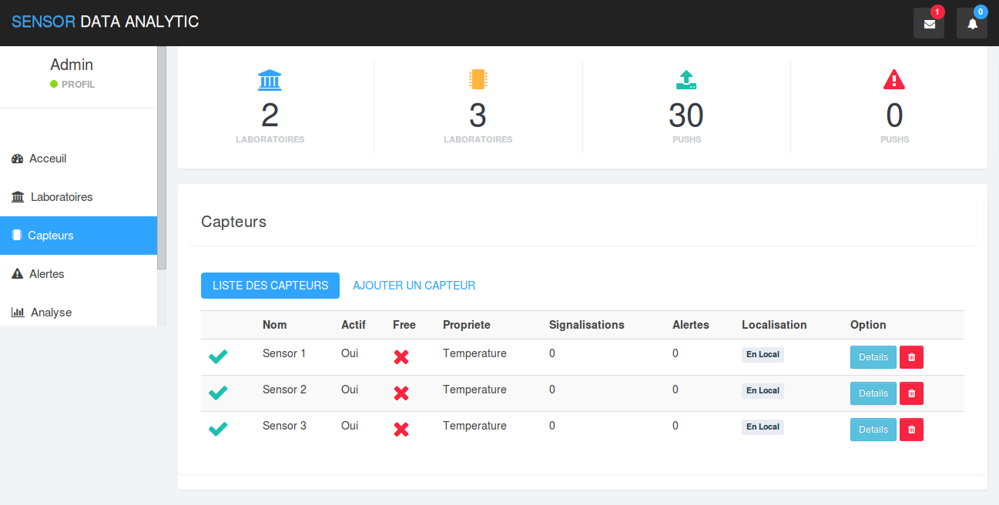 SENSOR DATA ANALYTIC
1
0
Admin
PROFIL
Acceuil
Laboratoires
Capteurs
Alertes
Analyse
2
LABORATOIRES
3
LABORATOIRES
30
PUSHS
0
PUSHS
Capteurs
LISTE DES CAPTEURS AJOUTER UN CAPTEUR
Nom Actif Free Propriete Signalisations Alertes Localisation Option
Sensor 1 Oui Temperature 0 0 En Local Details
Sensor 2 Oui Temperature 0 0 En Local Details
Sensor 3 Oui Temperature 0 0 En Local Details